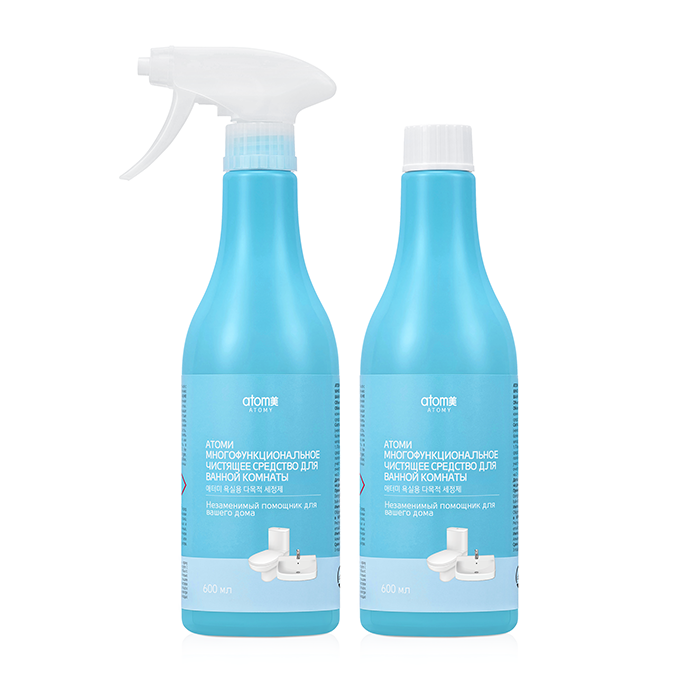 atom美
ATOMY
АТОМИ
МНОГОФУНКЦИОНАЛЬНОЕ
ЧИСТЯЩЕЕ СРЕДСТВО ДЛЯ
ВАННОЙ КОМНАТЫ
애터미 욕실용 다목적 세정제
Незаменимый помощник для
вашего дома
600 мл
atom美
ATOMY
АТОМИ
МНОГОФУНКЦИОНАЛЬНОЕ
ЧИСТЯЩЕЕ СРЕДСТВО ДЛЯ
ВАННОЙ КОМНАТЫ
애터미 욕실용 다목적 세정제
Незаменимый помощник для
вашего дома
600 мл